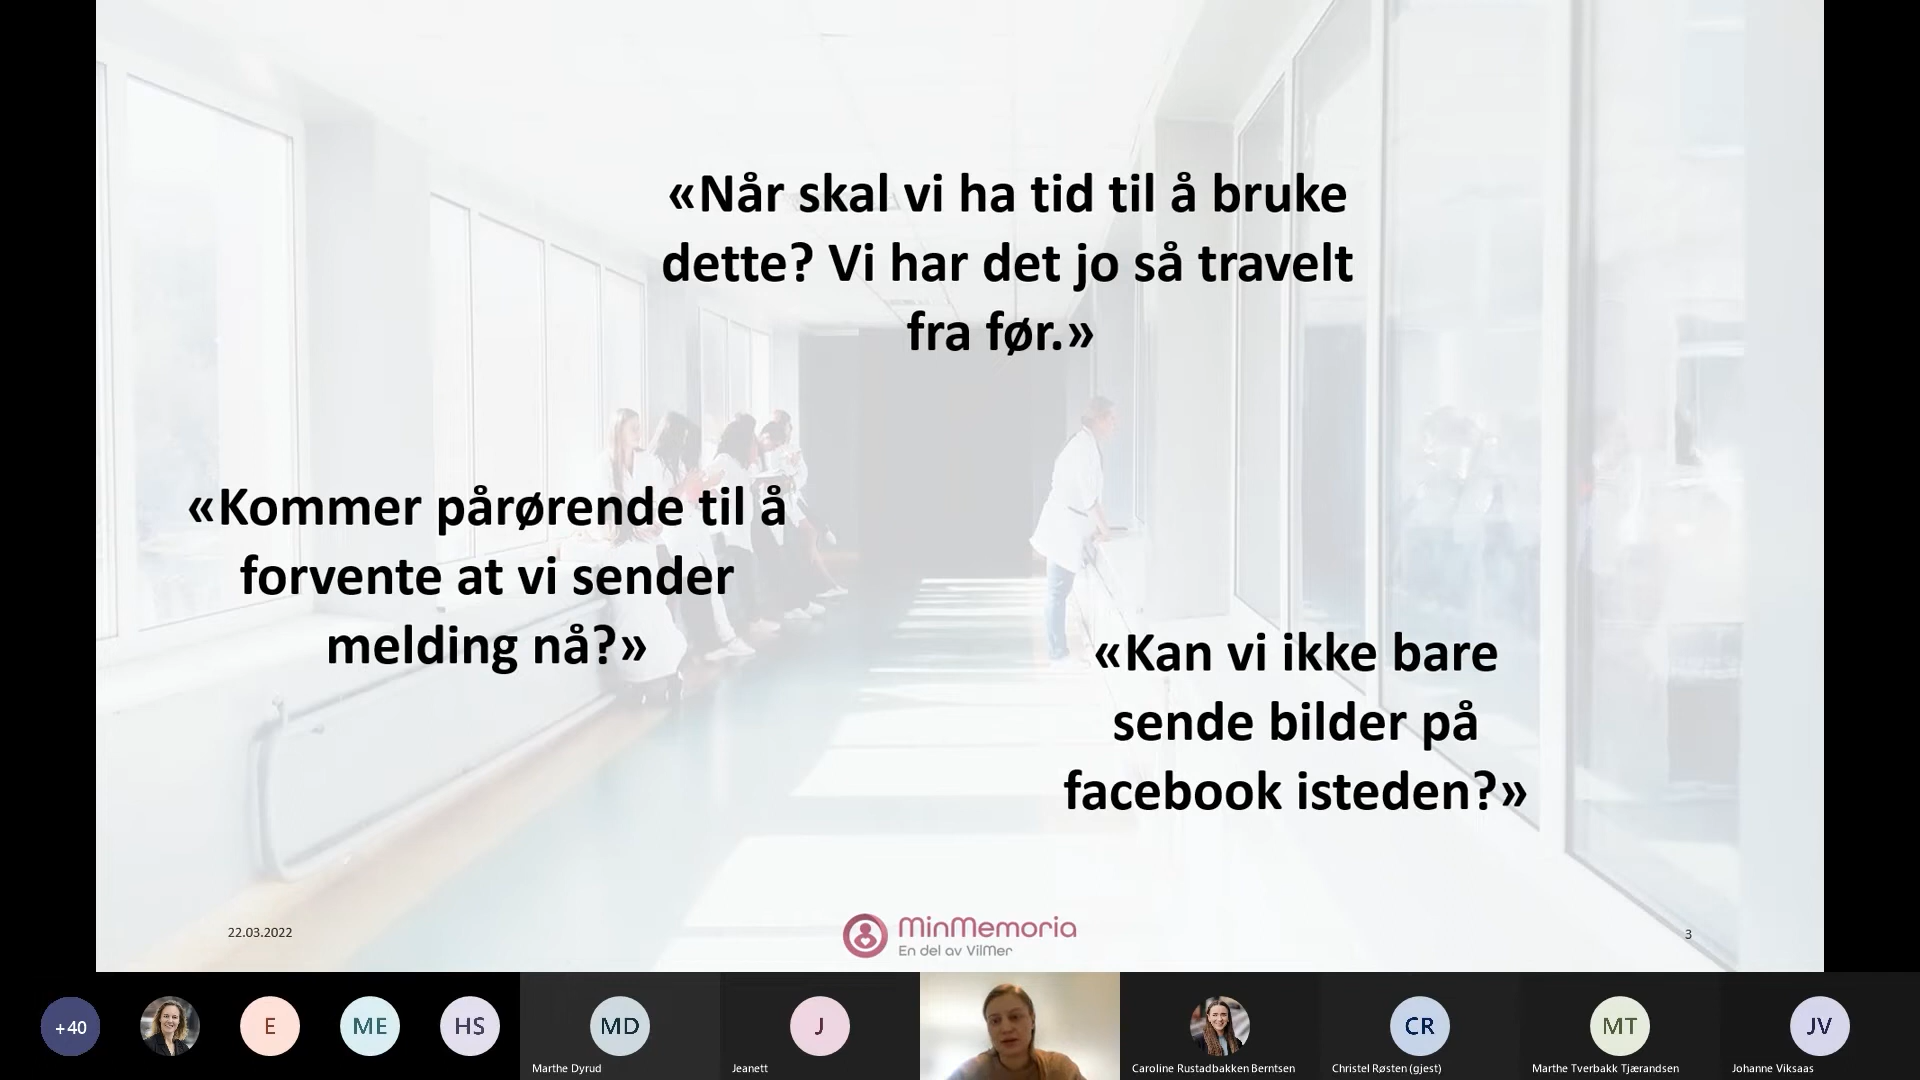 «Når skal vi ha tid til å bruke
dette? Vi har det jo så travelt
fra før.»
«Kommer pårørende til å
forvente at vi sender
melding nå?»
«Kan vi ikke bare
sende bilder på
facebook isteden?»
22.03.2022
MinMemoria
En del av VilMer
3
+40
E
ME
HS
MD
J
CR
MT
JV
Marthe Dyrud
Jeanett
Caroline Rustadbakken Berntsen
Christel Røsten (gjest)
Marthe Tverbakk Tjærandsen
Johanne Viksaas